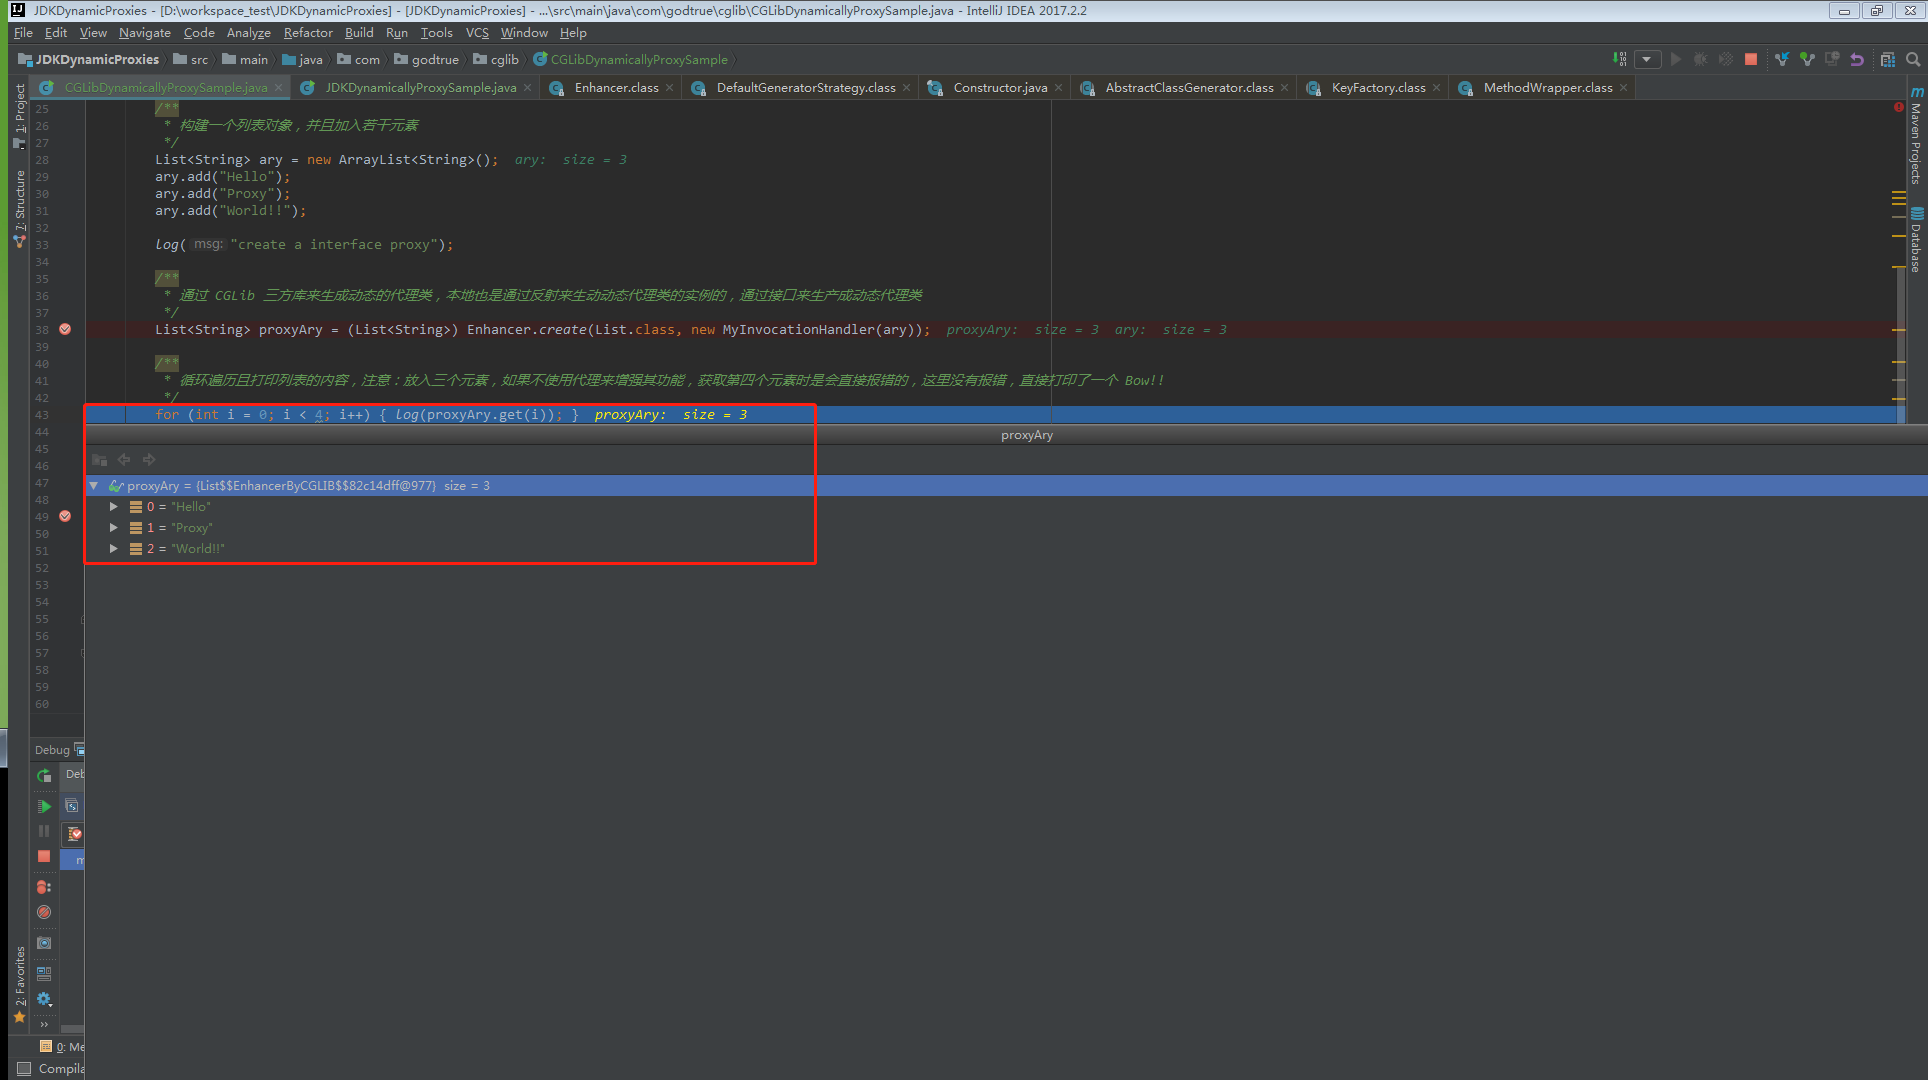 JDKDynamicProxies - [D:\workspace_test\JDKDynamicProxies] - [JDKDynamicProxies] - ...\src\main\java\com\godtrue\cglib\CGLibDynamicallyProxySample.java - IntelliJ IDEA 2017.2.2
File Edit View Navigate Code Analyze Refactor Build Run Tools VCS Window Help
JDKDynamicProxies src main java com godtrue cglib CGLibDynamicallyProxySample
CGLibDynamicallyProxySample.java JDKDynamicallyProxySample.java Enhancer.class DefaultGeneratorStrategy.class Constructor.java AbstractClassGenerator.class KeyFactory.class MethodWrapper.class
1: Project
7: Structure
2: Favorites
Maven Projects
Database
25 /**
26 * 构建一个列表对象，并且加入若干元素
27 */
28 List<String> ary = new ArrayList<String>(); ary: size = 3
29 ary.add("Hello");
30 ary.add("Proxy");
31 ary.add("World!!");
32
33 log( msg: "create a interface proxy");
34
35 /**
36 * 通过 CGLib 三方库来生成动态的代理类，本地也是通过反射来生动动态代理类的实例的，通过接口来生产成动态代理类
37 */
38 List<String> proxyAry = (List<String>) Enhancer.create(List.class, new MyInvocationHandler(ary)); proxyAry: size = 3 ary: size = 3
39
40 /**
41 * 循环遍历且打印列表的内容，注意：放入三个元素，如果不使用代理来增强其功能，获取第四个元素时是会直接报错的，这里没有报错，直接打印了一个 Bow!!
42 */
43 for (int i = 0; i < 4; i++) { log(proxyAry.get(i)); } proxyAry: size = 3
44
proxyAry
45
46
47
proxyAry = {List$$EnhancerByCGLIB$$82c14dff@977} size = 3
48
0 = "Hello"
49
1 = "Proxy"
50
51
2 = "World!!"
52
53
54
55
56
57
58
59
60
Debug
Deb
m
0: Me
Compila